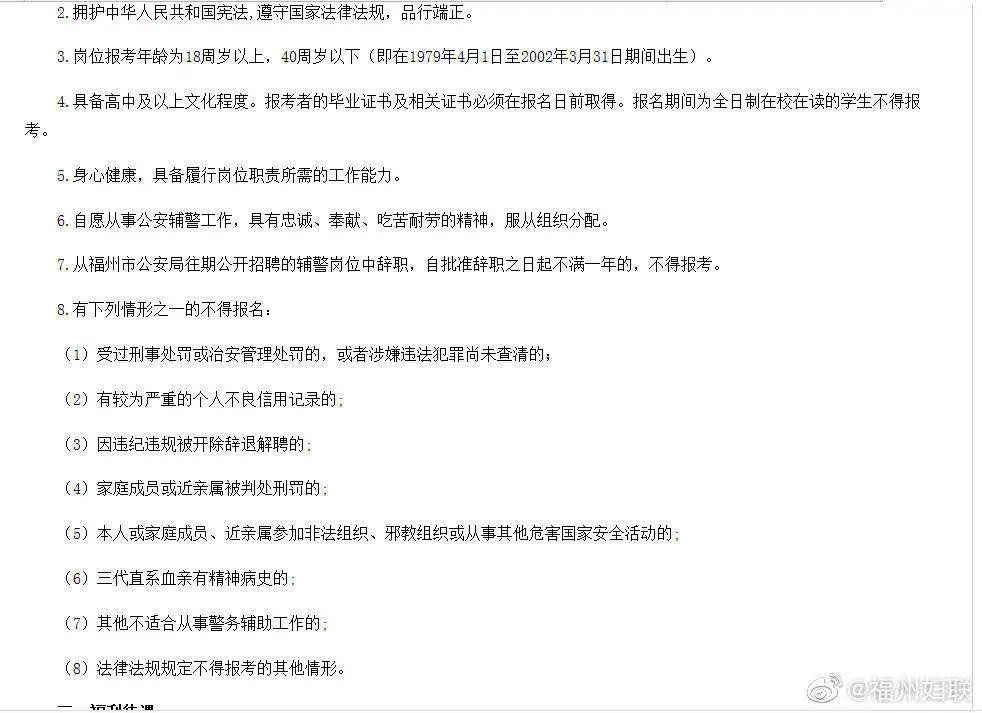 2.拥护中华人民共和国宪法,遵守国家法律法规，品行端正。
3.岗位报考年龄为18周岁以上，40周岁以下（即在1979年4月1日至2002年3月31日期间出生）。
4.具备高中及以上文化程度。报考者的毕业证书及相关证书必须在报名日前取得。报名期间为全日制在校在读的学生不得报
考。
5.身心健康，具备履行岗位职责所需的工作能力。
6.自愿从事公安辅警工作，具有忠诚、奉献、吃苦耐劳的精神，服从组织分配。
7.从福州市公安局往期公开招聘的辅警岗位中辞职，自批准辞职之日起不满一年的，不得报考。
8.有下列情形之一的不得报名：
（1）受过刑事处罚或治安管理处罚的，或者涉嫌违法犯罪尚未查清的；
（2）有较为严重的个人不良信用记录的;
（3）因违纪违规被开除辞退解聘的;
（4）家庭成员或近亲属被判处刑罚的;
（5）本人或家庭成员、近亲属参加非法组织、邪教组织或从事其他危害国家安全活动的;
（6）三代直系血亲有精神病史的;
（7）其他不适合从事警务辅助工作的;
（8）法律法规规定不得报考的其他情形。
福利待遇
@福州妇联